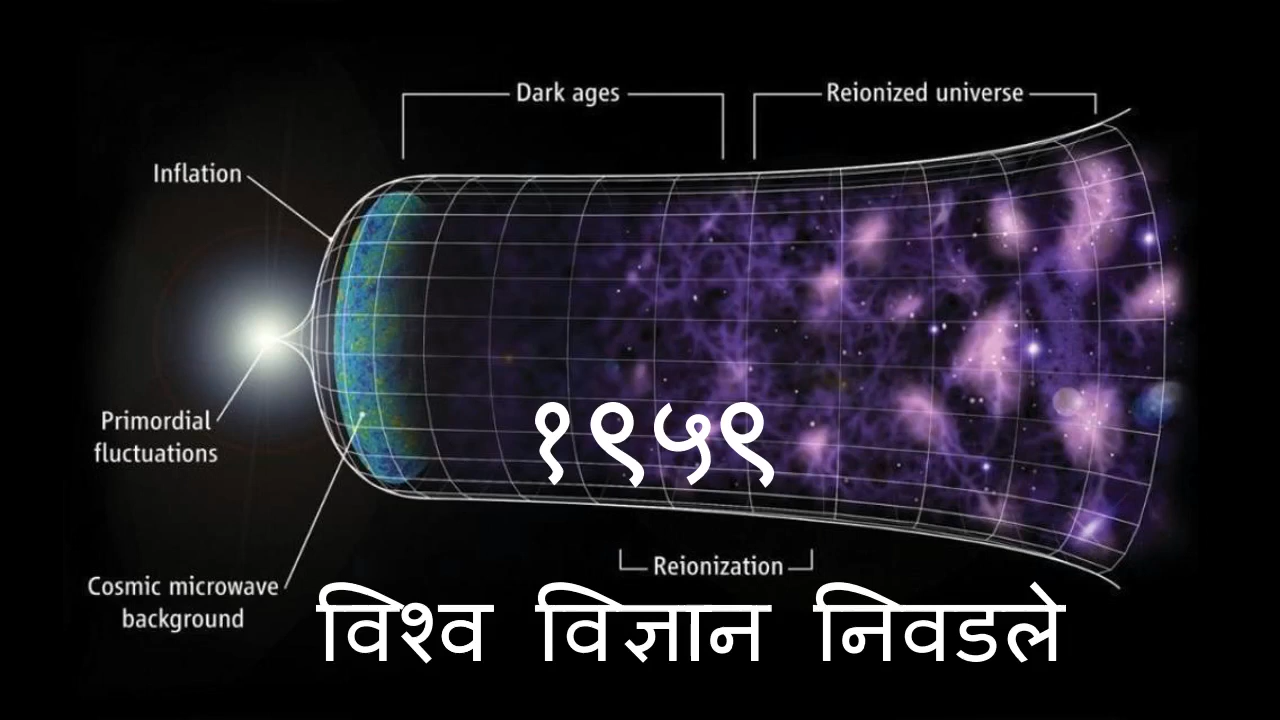 Dark ages
Reionized universe
Inflation
Primordial
fluctuations
१९५९
Reionization
Cosmic microwave
background
विश्व विज्ञान निवडले